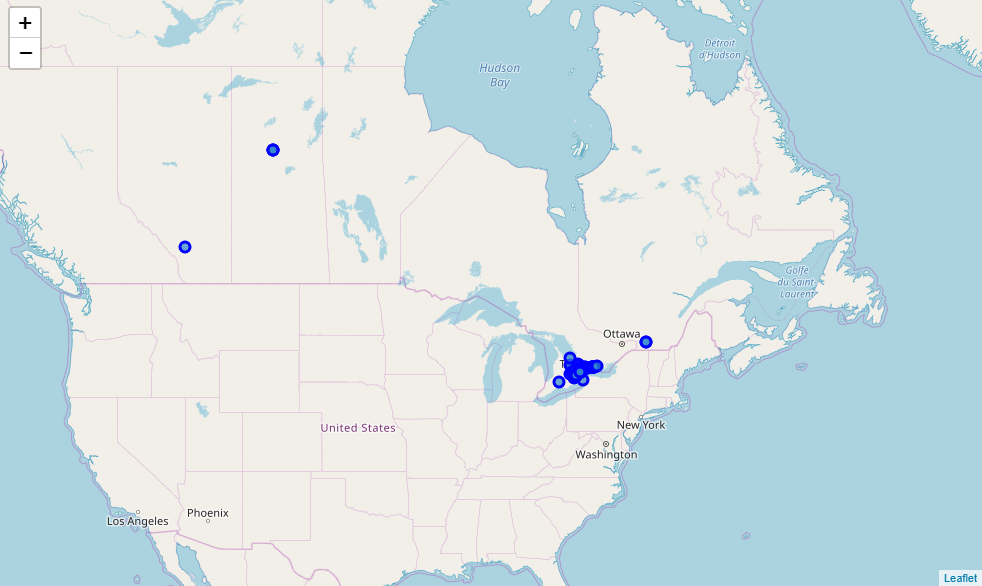 +
−
Hudson
Bay
Détroit
d'Hudson
Golfe
du Saint-
Laurent
Ottawa
T
New York
United States
Washington
Los Angeles
Phoenix
Leaflet